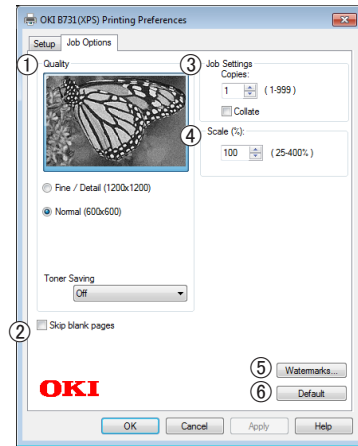 OKI B731(XPS) Printing Preferences
Setup
Job Options
① Quality
Fine / Detail (1200x1200)
Normal (600x600)
Toner Saving
Off
② Skip blank pages
③ Job Settings
Copies:
1 ( 1-999 )
Collate
④ Scale (%):
100 ( 25-400% )
⑤ Watermarks...
⑥ Default
OKI
OK
Cancel
Apply
Help